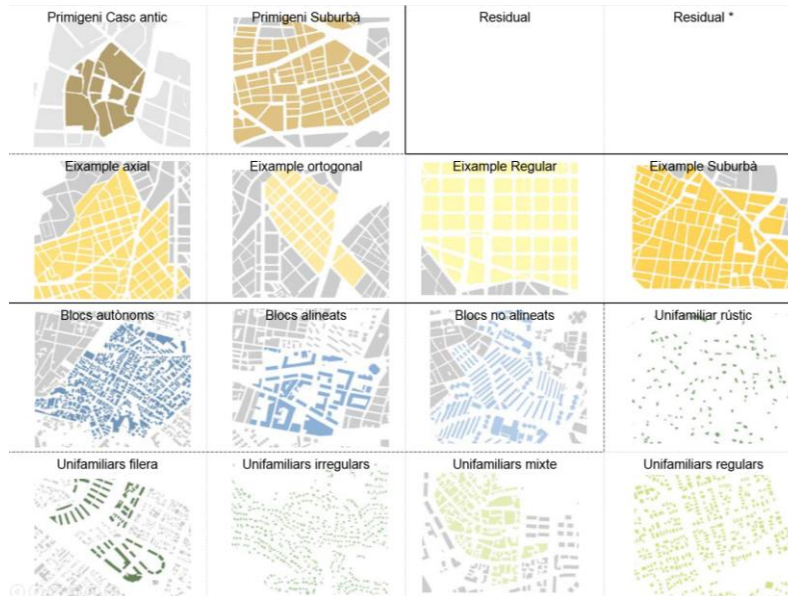 Primigeni Casc antic
Primigeni Suburbà
Residual
Residual *
Eixample axial
Eixample ortogonal
Eixample Regular
Eixample Suburbà
Blocs autònoms
Blocs alineats
Blocs no alineats
Unifamiliar rústic
Unifamiliars filera
Unifamiliars irregulars
Unifamiliars mixte
Unifamiliars regulars